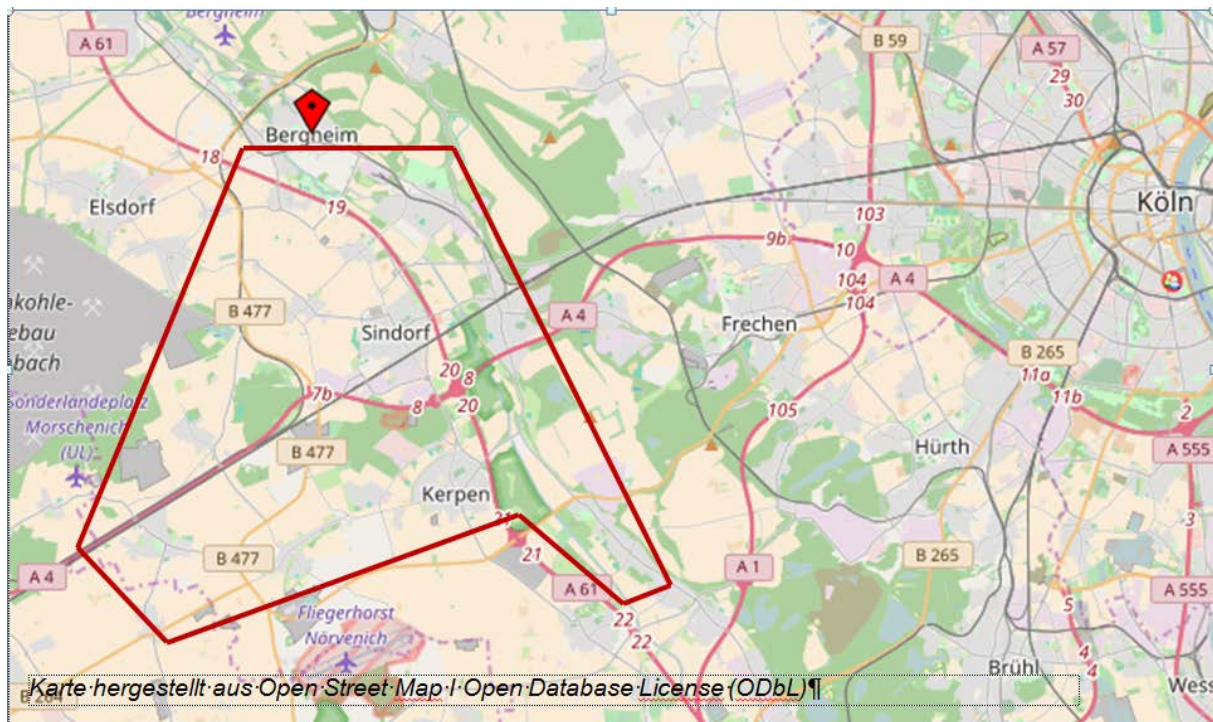 Bergheim
A 61
B 59
A 57
29
30
Bergheim
18
Elsdorf
19
Köln
103
9b
10
104
A 4
104
nkohle-
ebau
bach
B 477
A 4
Sindorf
Frechen
B 265
20
8
11a
7b
8
20
11b
Sonderlandeplatz
Morschenich
(UL)
105
2
B 477
Hürth
A 555
Kerpen
21
3
21
B 477
B 265
A 4
A 61
A 1
A 555
Fliegerhorst
Nörvenich
22
5
22
4
4
Brühl
B 264
Wess
Karte·hergestellt·aus·Open·Street·Map·I·Open·Database·License·(ODbL)¶